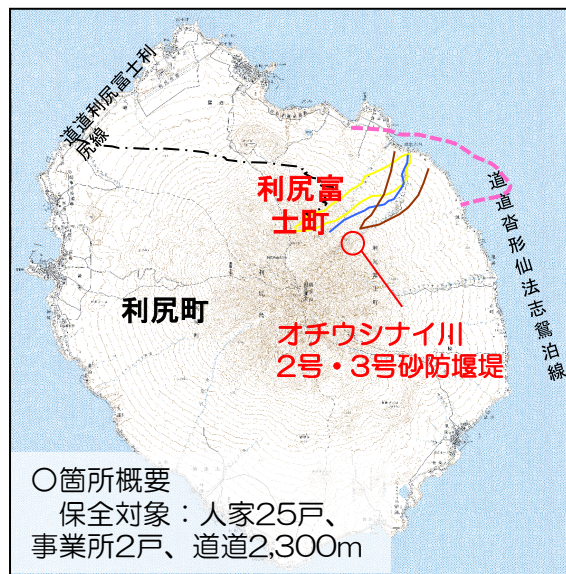 道道利尻富士利
尻線
利尻富
士町
利尻町
道道沓形仙法志鴛泊線
オチウシナイ川
2号・3号砂防堰堤
○箇所概要
保全対象：人家25戸、
事業所2戸、道道2,300m